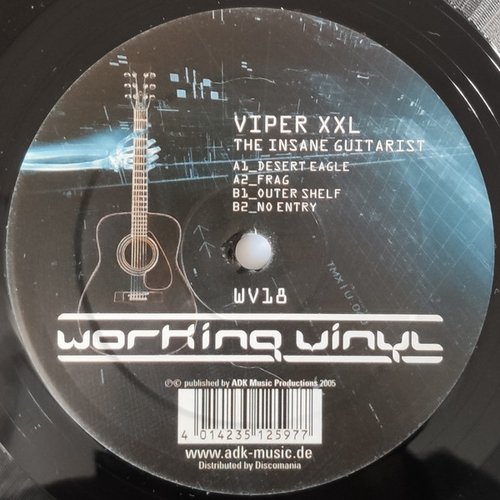 VIPER XXL
THE INSANE GUITARIST
A1_DESERT EAGLE
A2_FRAG
B1_OUTER SHELF
B2_NO ENTRY
WV18
working vinyl
℗© published by ADK Music Productions 2005
4 014235 125977
www.adk-music.de
Distributed by Discomania